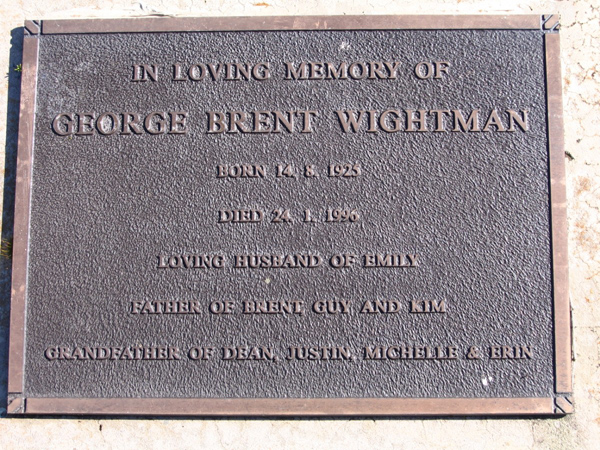 IN LOVING MEMORY OF
GEORGE BRENT WIGHTMAN
BORN 14. 8. 1925
DIED 24. 1. 1996
LOVING HUSBAND OF EMILY
FATHER OF BRENT, GUY AND KIM
GRANDFATHER OF DEAN, JUSTIN, MICHELLE & ERIN